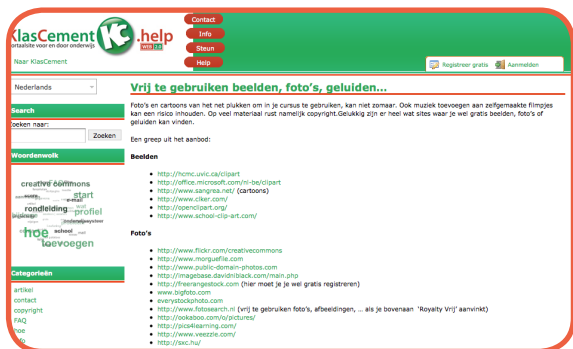 KlasCement KC .help
WEB 2.0
portaalsite voor en door onderwijs
Naar KlasCement
Contact
Info
Steun
Help
Registreer gratis Aanmelden
Nederlands
Search
Zoeken naar:
Zoeken
Woordenwolk
creative commons
start
e-mail
rondleiding
wat
profiel
hoe
school
toevoegen
Categorieën
artikel
contact
copyright
FAQ
hoe
info
Vrij te gebruiken beelden, foto's, geluiden...
Foto's en cartoons van het net plukken om in je cursus te gebruiken, kan niet zomaar. Ook muziek toevoegen aan zelfgemaakte filmpjes
kan een risico inhouden. Op veel materiaal rust namelijk copyright.Gelukkig zijn er heel wat sites waar je wel gratis beelden, foto's of
geluiden kan vinden.
Een greep uit het aanbod:
Beelden
http://hcmc.uvic.ca/clipart
http://office.microsoft.com/nl-be/clipart
http://www.sangrea.net/ (cartoons)
http://www.clker.com/
http://openclipart.org/
http://www.school-clip-art.com/
Foto's
http://www.flickr.com/creativecommons
http://www.morguefile.com
http://www.public-domain-photos.com
http://imagebase.davidniblack.com/main.php
http://freerangestock.com (hier moet je je wel gratis registreren)
www.bigfoto.com
everystockphoto.com
http://www.fotosearch.nl (vrij te gebruiken foto's, afbeeldingen, ... als je bovenaan 'Royalty Vrij' aanvinkt)
http://ookaboo.com/o/pictures/
http://pics4learning.com/
http://www.veezzle.com/
http://sxc.hu/